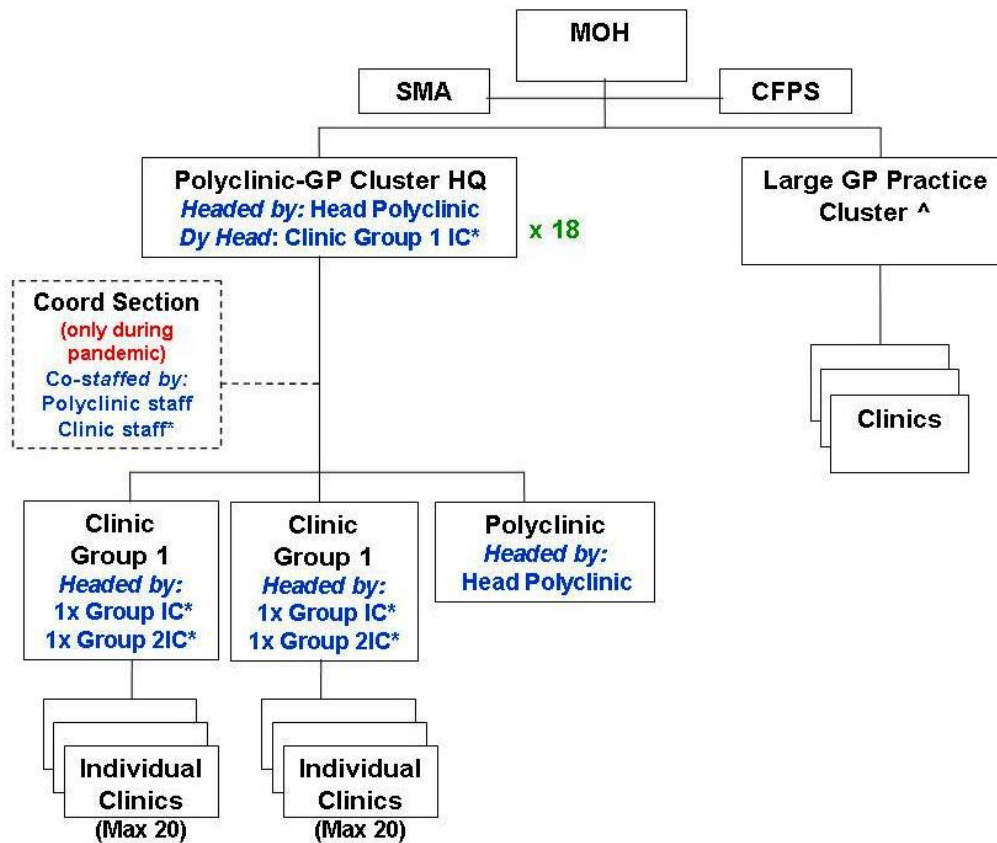 MOH
SMA
CFPS
Polyclinic-GP Cluster HQ
Headed by: Head Polyclinic
Dy Head: Clinic Group 1 IC*
x 18
Large GP Practice
Cluster ^
Coord Section
(only during
pandemic)
Co-staffed by:
Polyclinic staff
Clinic staff*
Clinics
Clinic
Group 1
Headed by:
1x Group IC*
1x Group 2IC*
Clinic
Group 1
Headed by:
1x Group IC*
1x Group 2IC*
Polyclinic
Headed by:
Head Polyclinic
Individual
Clinics
(Max 20)
Individual
Clinics
(Max 20)